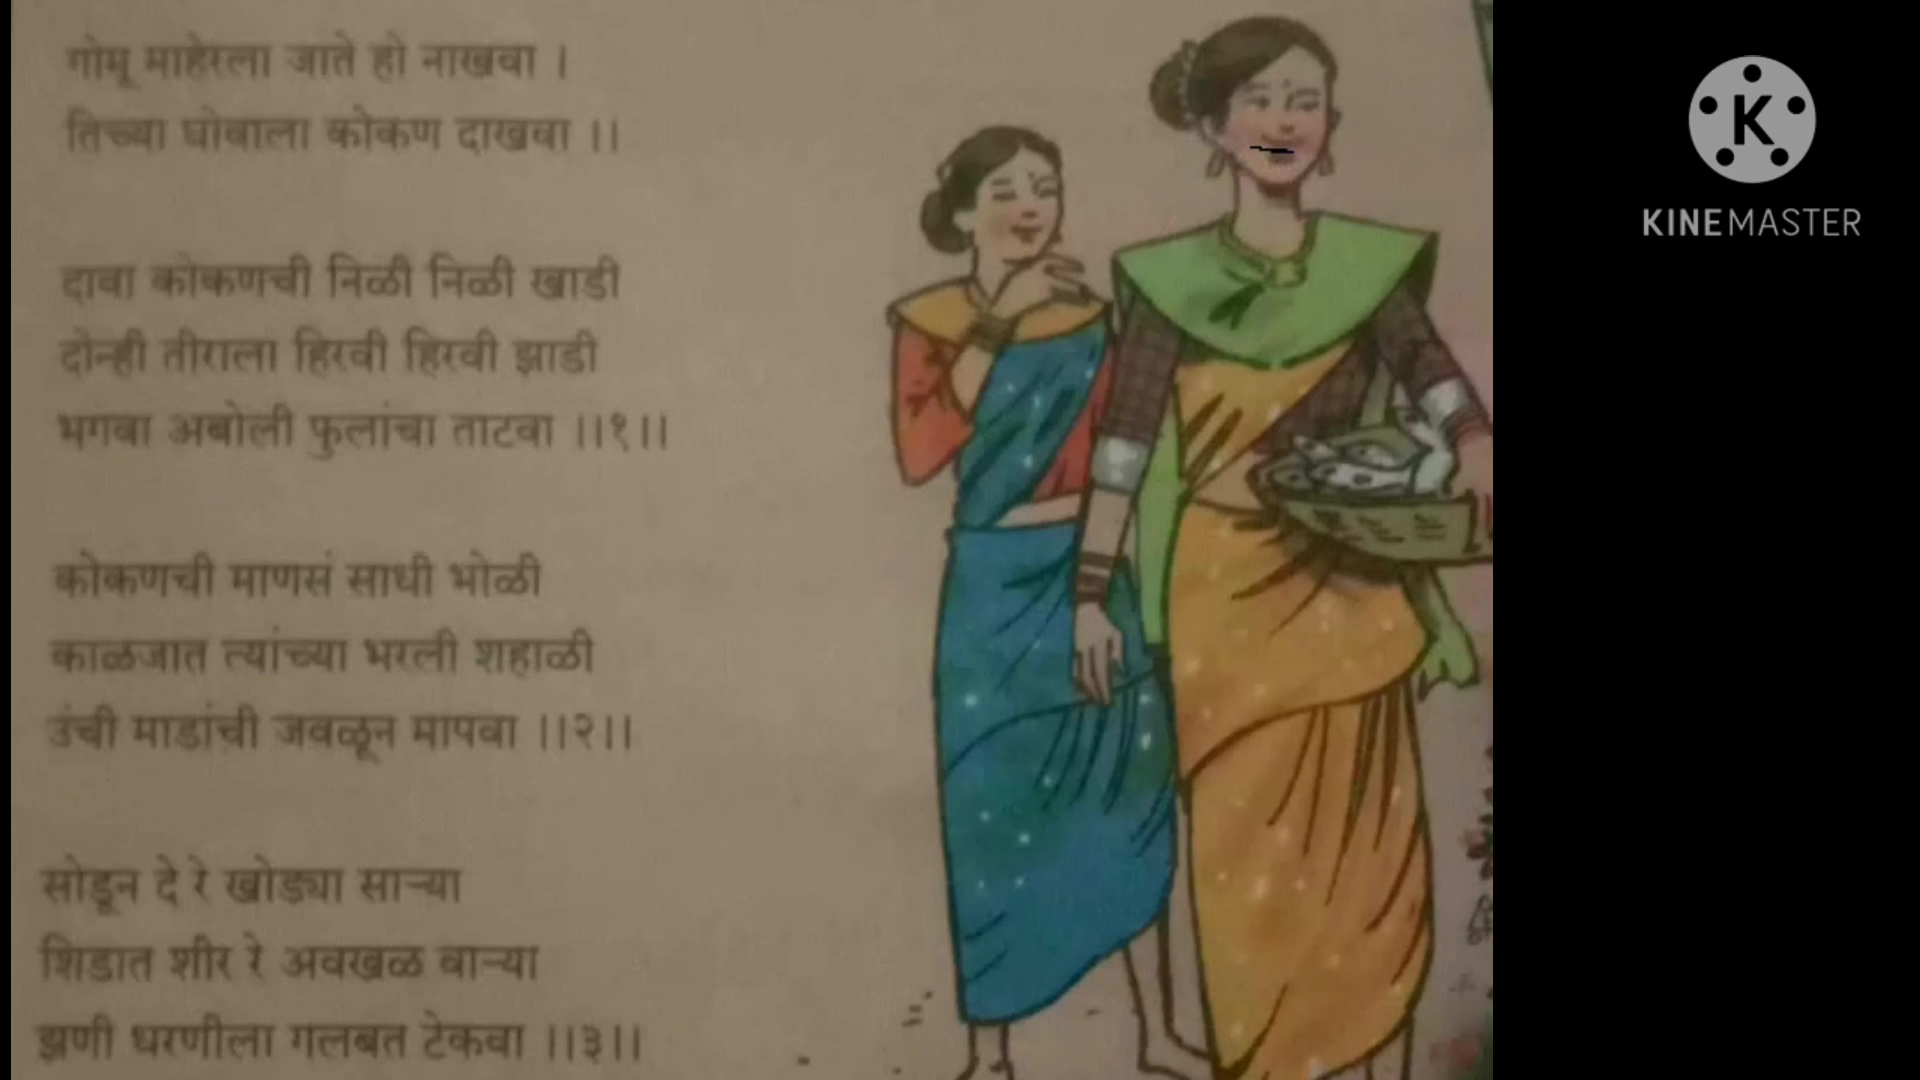 गोमू माहेरला जाते हो नाखवा ।
तिच्या घोवाला कोकण दाखवा ।।
दावा कोकणची निळी निळी खाडी
दोन्ही तीराला हिरवी हिरवी झाडी
भगवा अबोली फुलांचा ताटवा ।।१।।
कोकणची माणसं साधी भोळी
काळजात त्यांच्या भरली शहाळी
उंची माडांची जवळून मापवा ।।२।।
सोडून दे रे खोड्या साऱ्या
शिडात शीर रे अवखळ वाऱ्या
झणी धरणीला गलबत टेकवा ।।३।।
KINEMASTER